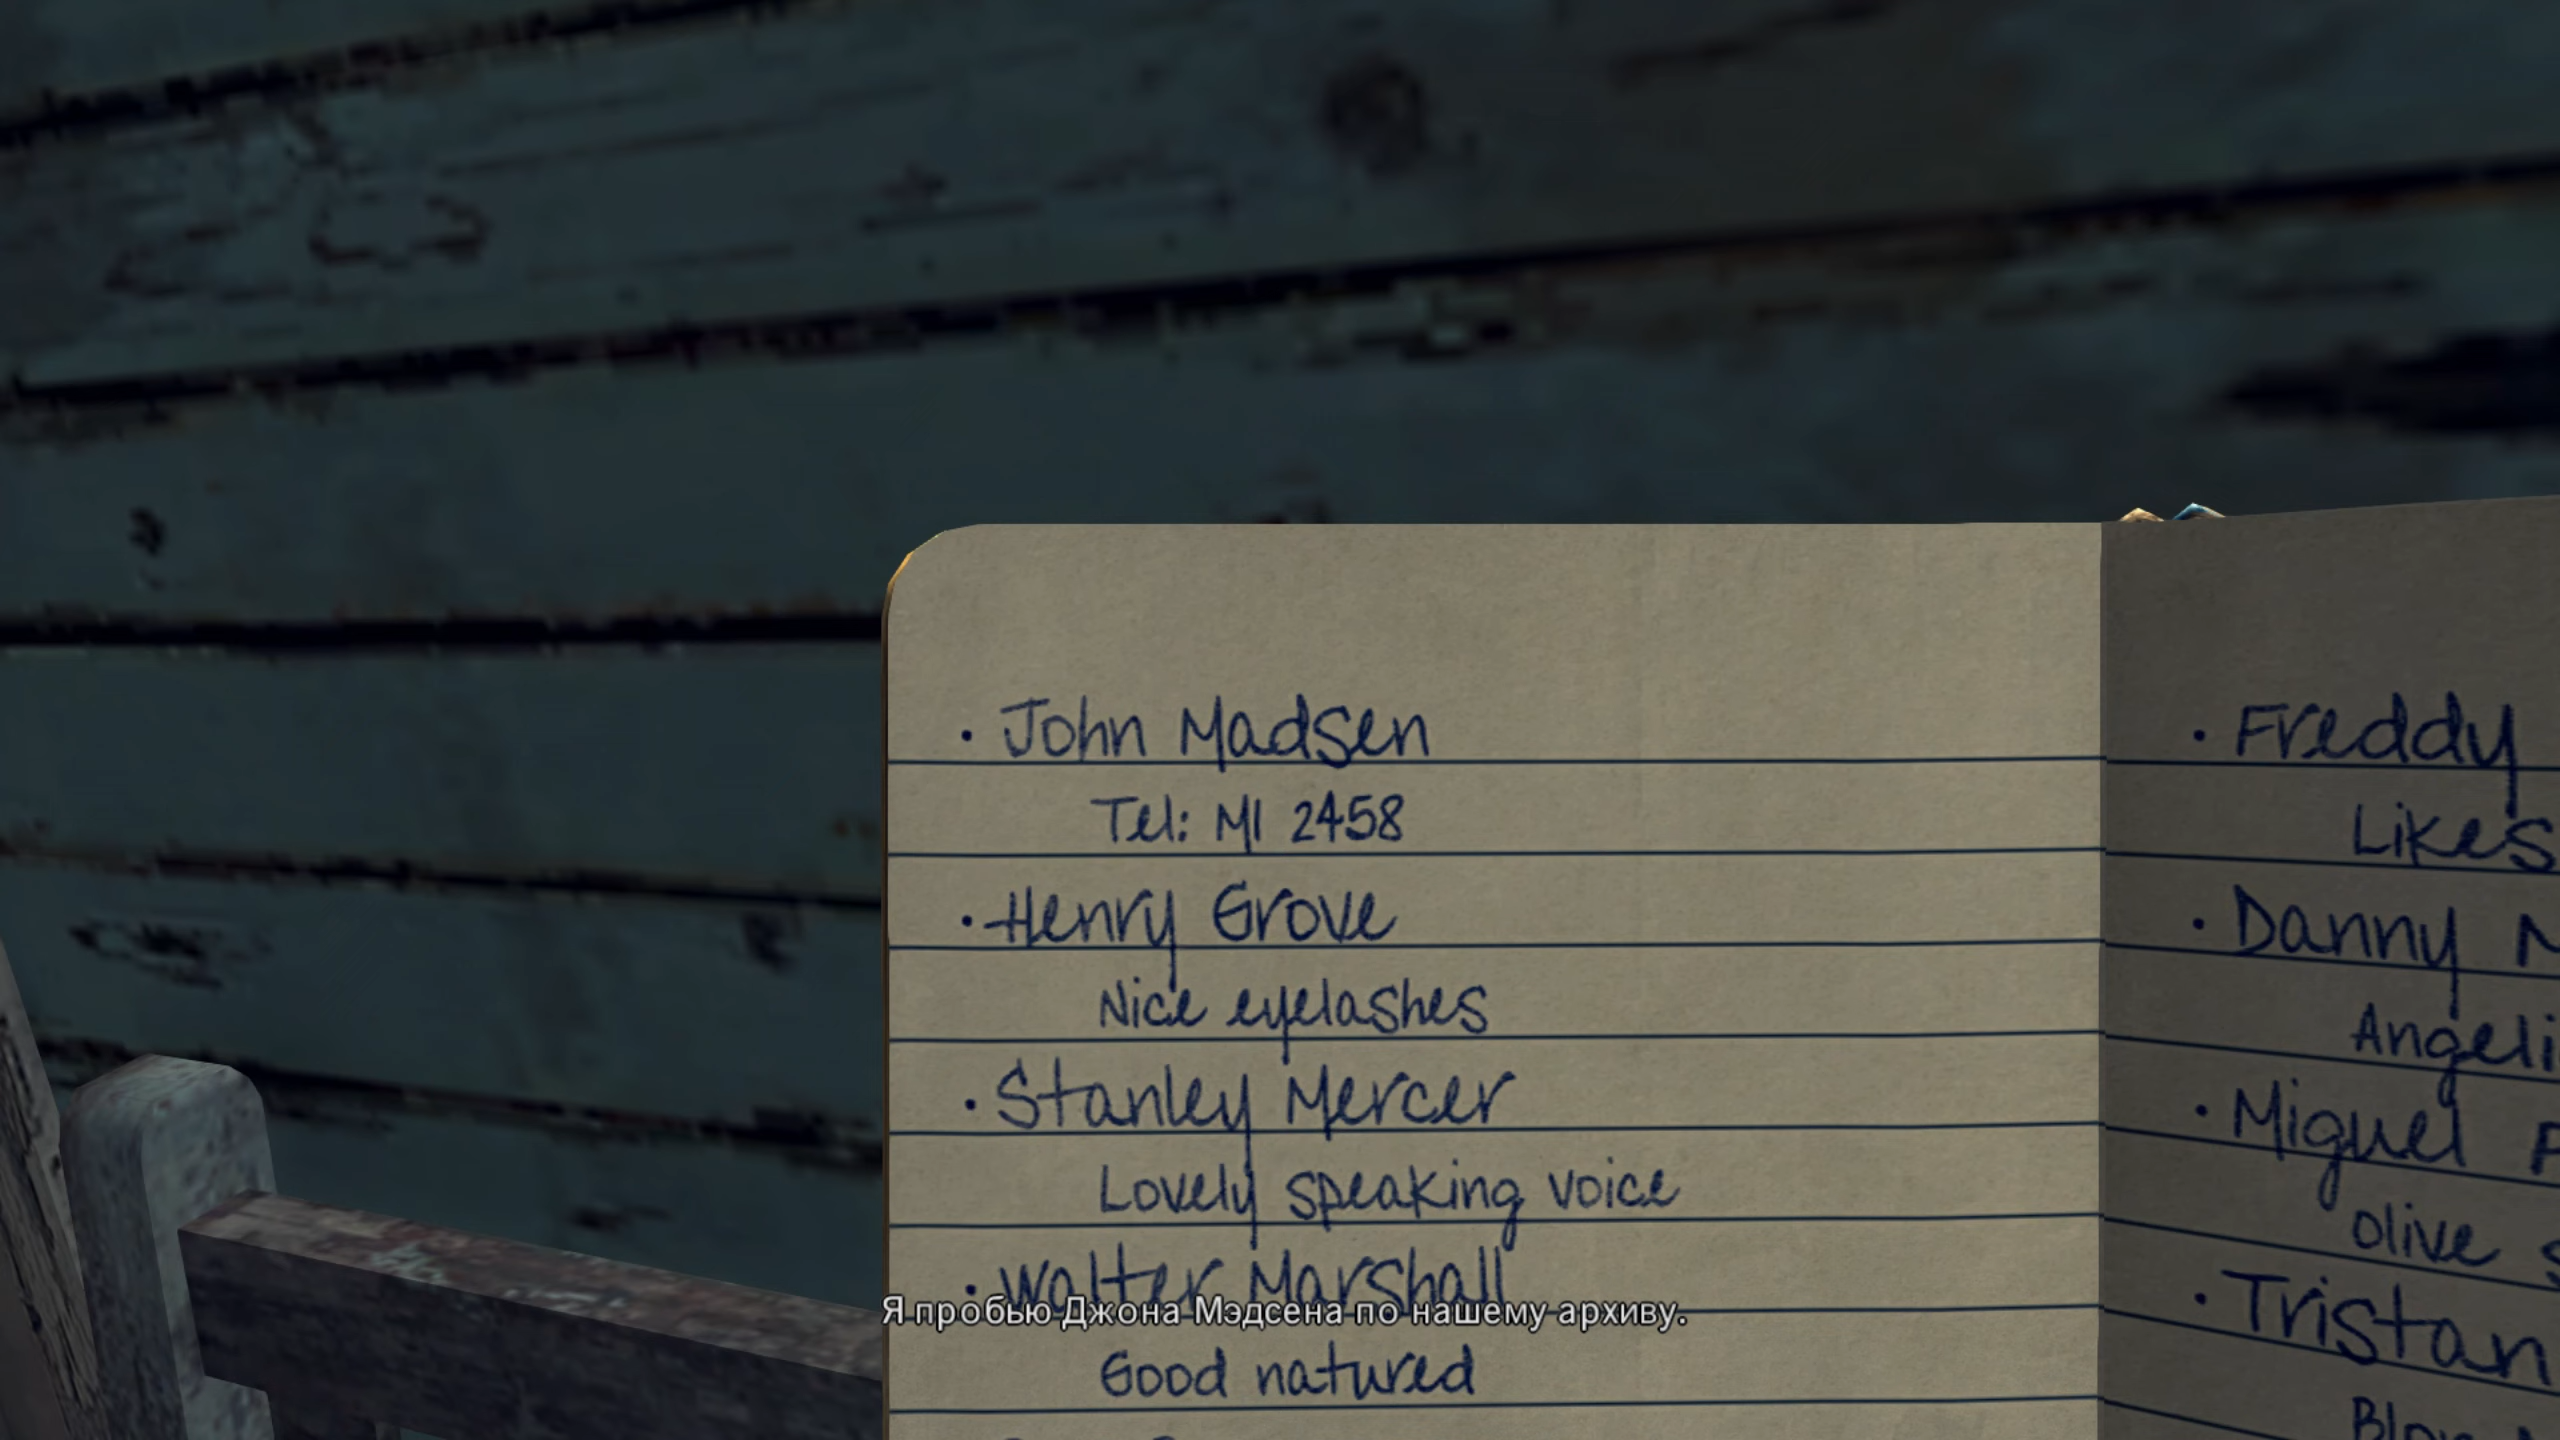 • John Madsen
Tel: MI 2458
• Henry Grove
Nice eyelashes
• Stanley Mercer
Lovely speaking voice
• Walter Marshall
Good natured
• Freddy
Likes
• Danny
• Miguel
Olive
• Tristan
Я пробью Джона Мэдсена по нашему архиву.